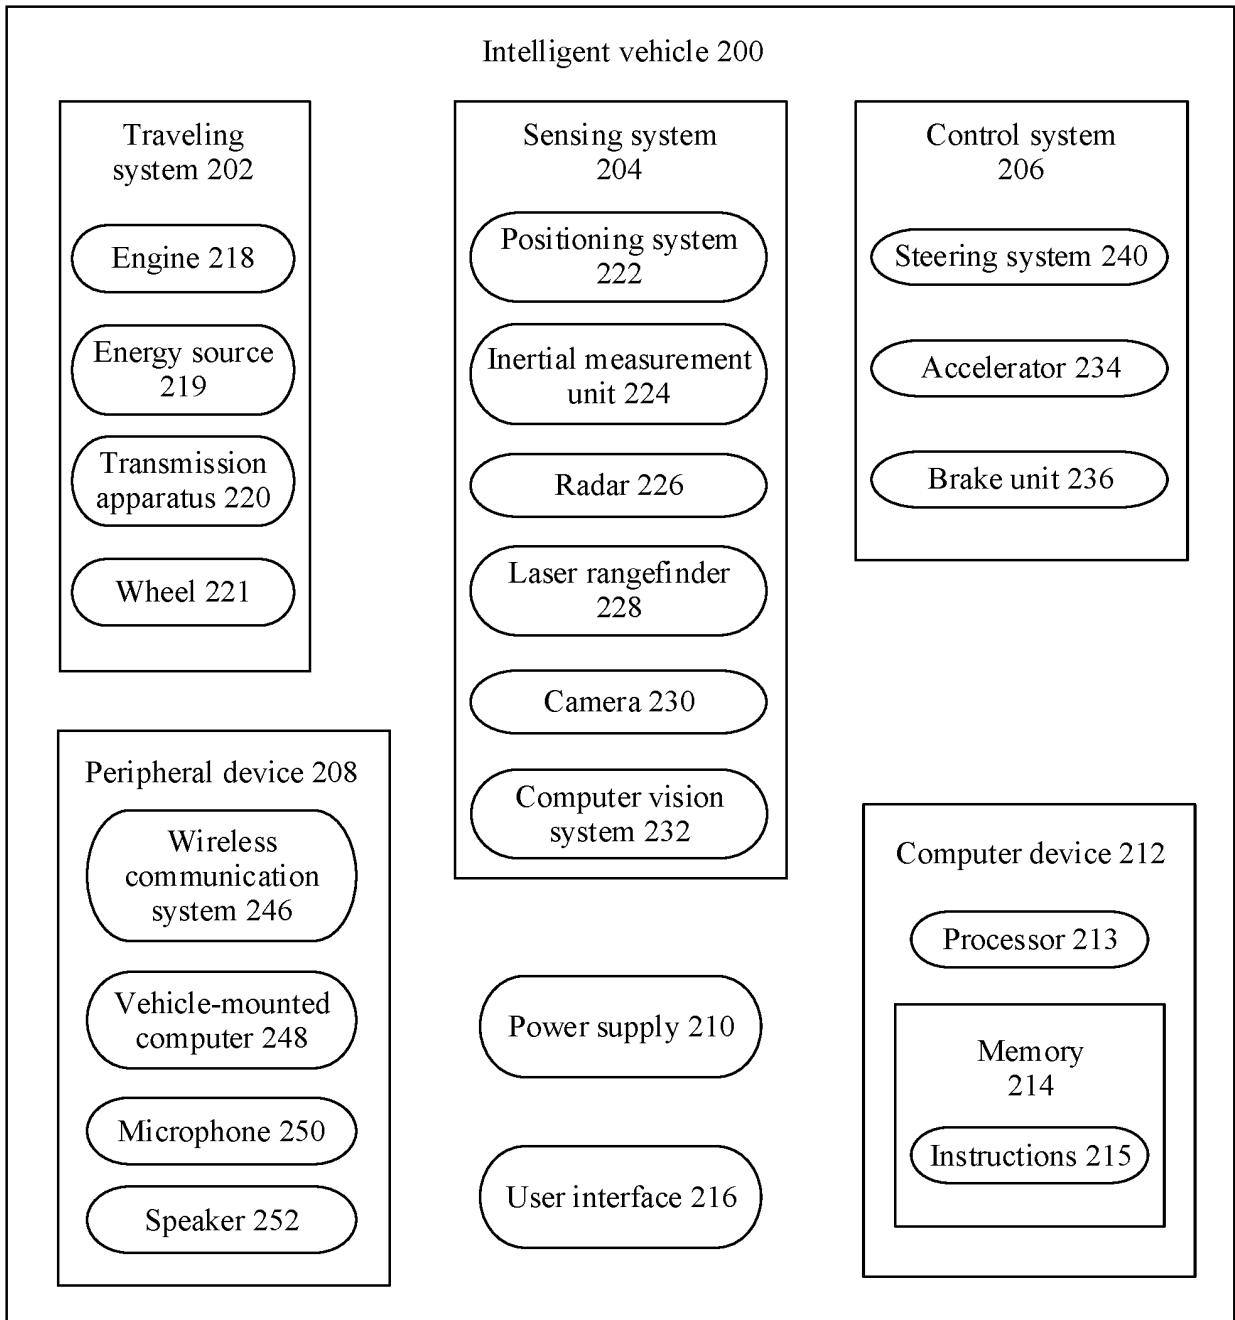 Intelligent vehicle 200
Traveling
system 202
Engine 218
Energy source
219
Transmission
apparatus 220
Wheel 221
Sensing system
204
Positioning system
222
Inertial measurement
unit 224
Radar 226
Laser rangefinder
228
Camera 230
Computer vision
system 232
Control system
206
Steering system 240
Accelerator 234
Brake unit 236
Peripheral device 208
Wireless
communication
system 246
Vehicle-mounted
computer 248
Microphone 250
Speaker 252
Power supply 210
User interface 216
Computer device 212
Processor 213
Memory
214
Instructions 215